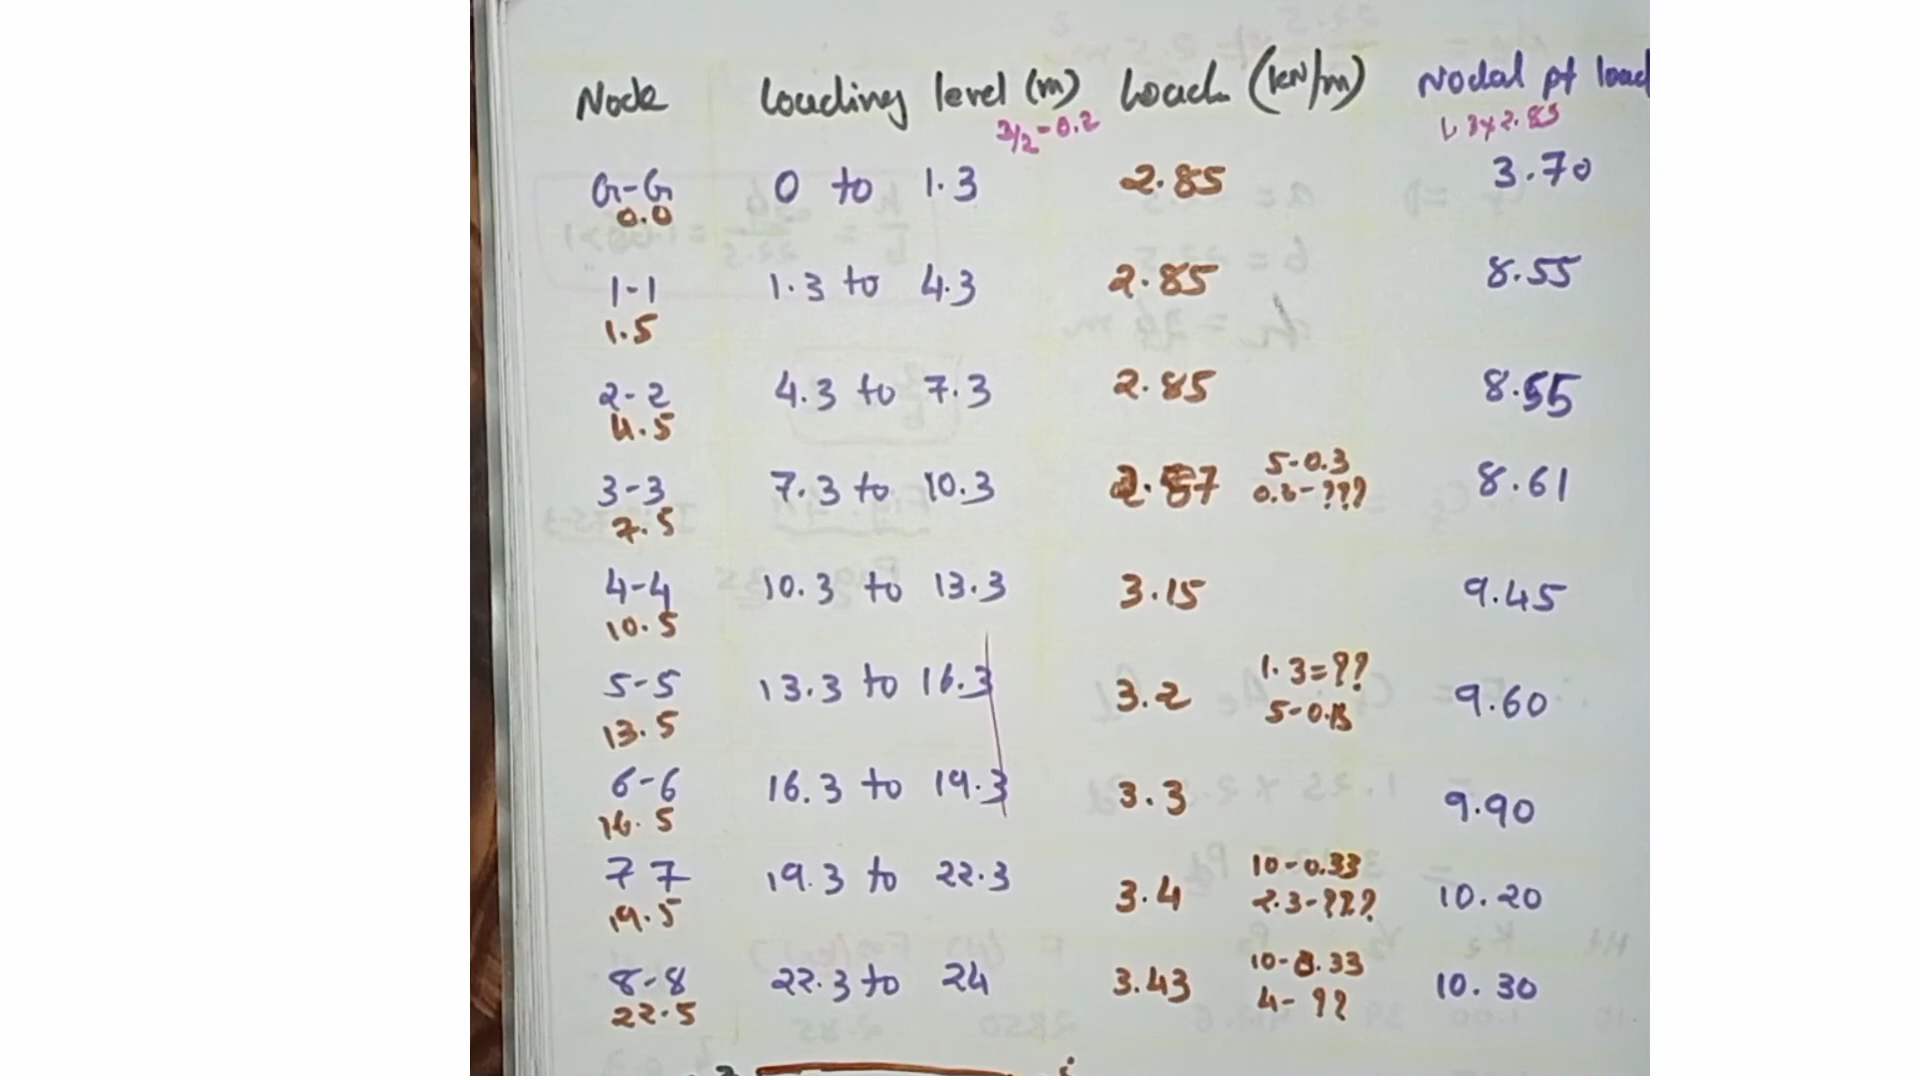 Node Loading level (m) Load (kN/m) Nodal pt load
3/2-0.2 1.3x2.85
G-G 0 to 1.3 2.85 3.70
0.0
1-1 1.3 to 4.3 2.85 8.55
1.5
2-2 4.3 to 7.3 2.85 8.55
4.5
3-3 7.3 to 10.3 2.87 5-0.3 8.61
7.5 0.3-???
4-4 10.3 to 13.3 3.15 9.45
10.5
5-5 13.3 to 16.3 3.2 1.3=?? 9.60
13.5 5-0.15
6-6 16.3 to 19.3 3.3 9.90
16.5
7 7 19.3 to 22.3 3.4 10-0.33 10.20
19.5 2.3-???
8-8 22.3 to 24 3.43 10-0.33 10.30
22.5 4-??